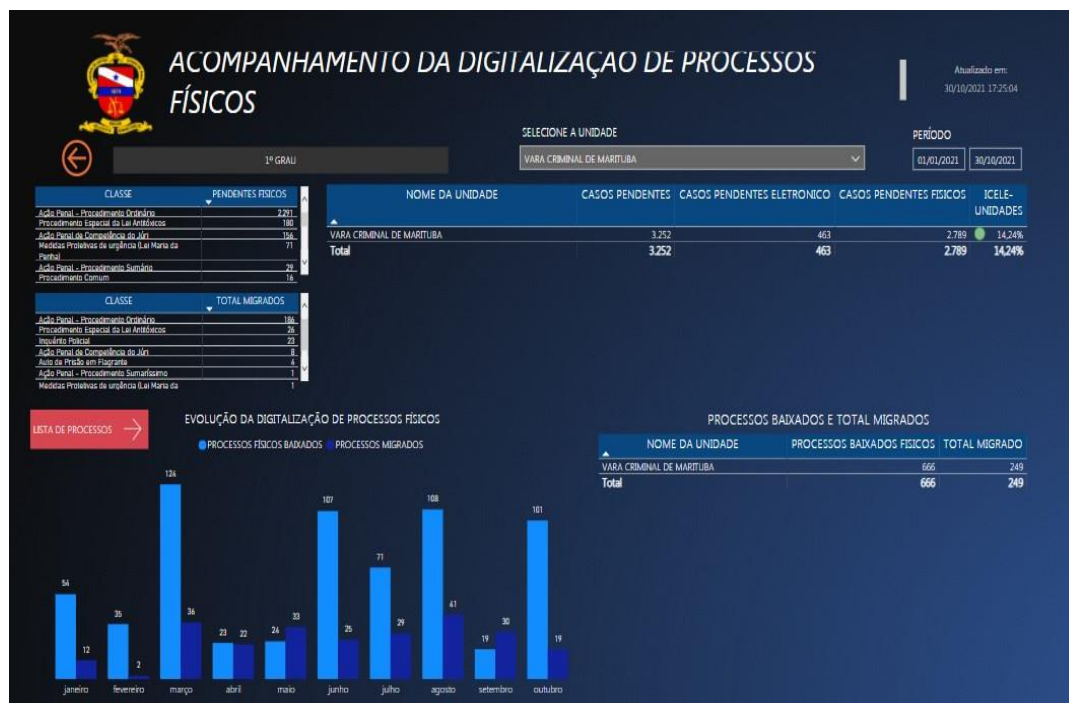 ACOMPANHAMENTO DA DIGITALIZAÇAO DE PROCESSOS
FÍSICOS
Atualizado em:
30/10/2021 17:25:04
SELECIONE A UNIDADE
PERÍODO
1º GRAU
VARA CRIMINAL DE MARITUBA
01/01/2021 30/10/2021
CLASSE PENDENTES FISICOS
Ação Penal - Procedimento Ordinário 2.291
Procedimento Especial da Lei Antitóxicos 180
Ação Penal de Competência do Júri 156
Medidas Protetivas de urgência (Lei Maria da
Penha) 71
Ação Penal - Procedimento Sumário 29
Procedimento Comum 16
NOME DA UNIDADE CASOS PENDENTES CASOS PENDENTES ELETRONICO CASOS PENDENTES FISICOS ICELE-
UNIDADES
VARA CRIMINAL DE MARITUBA 3.252 463 2.789 14,24%
Total 3.252 463 2.789 14,24%
CLASSE TOTAL MIGRADOS
Ação Penal - Procedimento Ordinário 186
Procedimento Especial da Lei Antitóxicos 26
Inquérito Policial 23
Ação Penal de Competência do Júri 8
Auto de Prisão em Flagrante 4
Ação Penal - Procedimento Sumaríssimo 1
Medidas Protetivas de urgência (Lei Maria da 1
LISTA DE PROCESSOS
EVOLUÇÃO DA DIGITALIZAÇÃO DE PROCESSOS FÍSICOS
PROCESSOS FÍSICOS BAIXADOS PROCESSOS MIGRADOS
124
107
108
101
71
54
35
36
23 22
24 33
25
29
41
19 30
19
12
2
janeiro fevereiro março abril maio junho julho agosto setembro outubro
PROCESSOS BAIXADOS E TOTAL MIGRADOS
NOME DA UNIDADE PROCESSOS BAIXADOS FISICOS TOTAL MIGRADO
VARA CRIMINAL DE MARITUBA 666 249
Total 666 249